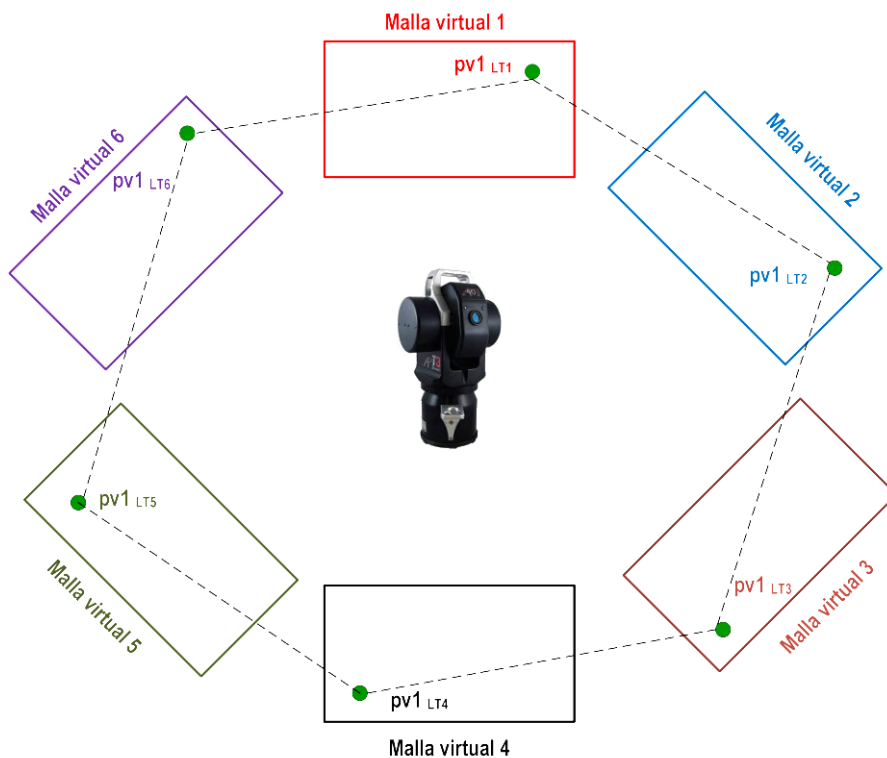 Malla virtual 1
pv1 LT1
Malla virtual 6
pv1 LT6
Malla virtual 2
pv1 LT2
pv1 LT5
Malla virtual 5
pv1 LT3
Malla virtual 3
pv1 LT4
Malla virtual 4